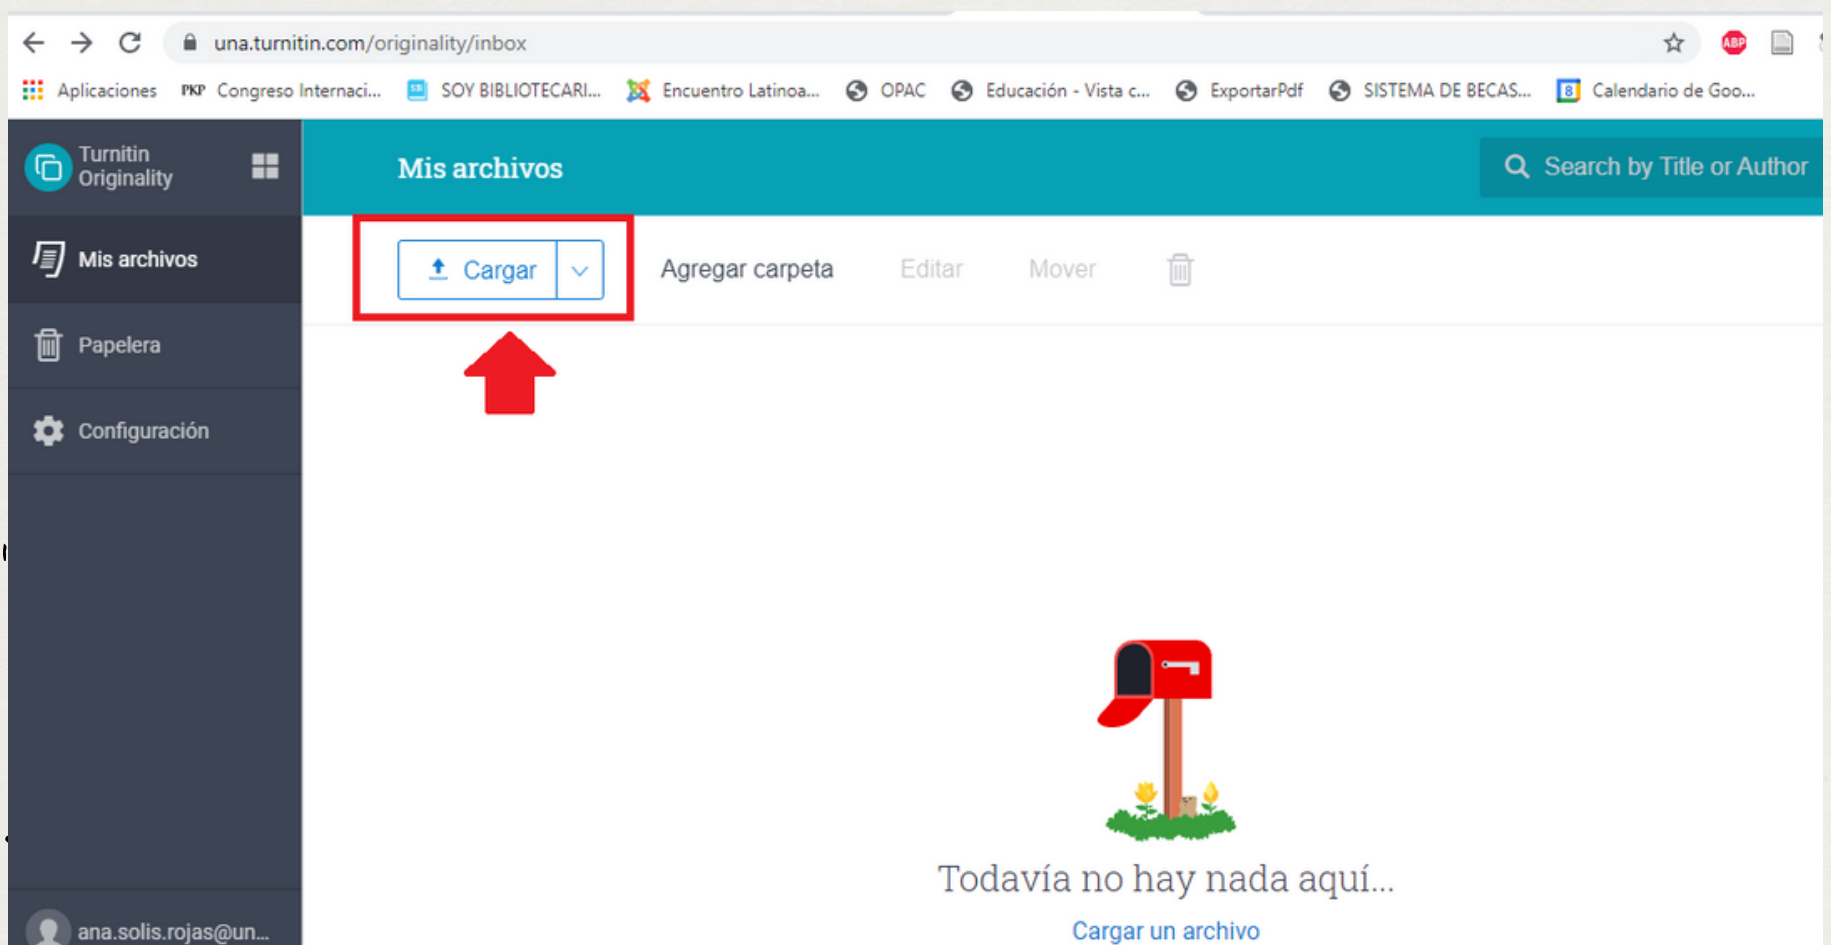 una.turnitin.com/originality/inbox
ABP
Aplicaciones PKP Congreso Internaci... SOY BIBLIOTECARI... Encuentro Latinoa... OPAC Educación - Vista c... ExportarPdf SISTEMA DE BECAS... 8 Calendario de Goo...
Turnitin
Originality
Mis archivos
Search by Title or Author
Mis archivos
Cargar Agregar carpeta Editar Mover
Papelera
Configuración
Todavía no hay nada aquí...
Cargar un archivo
ana.solis.rojas@un...